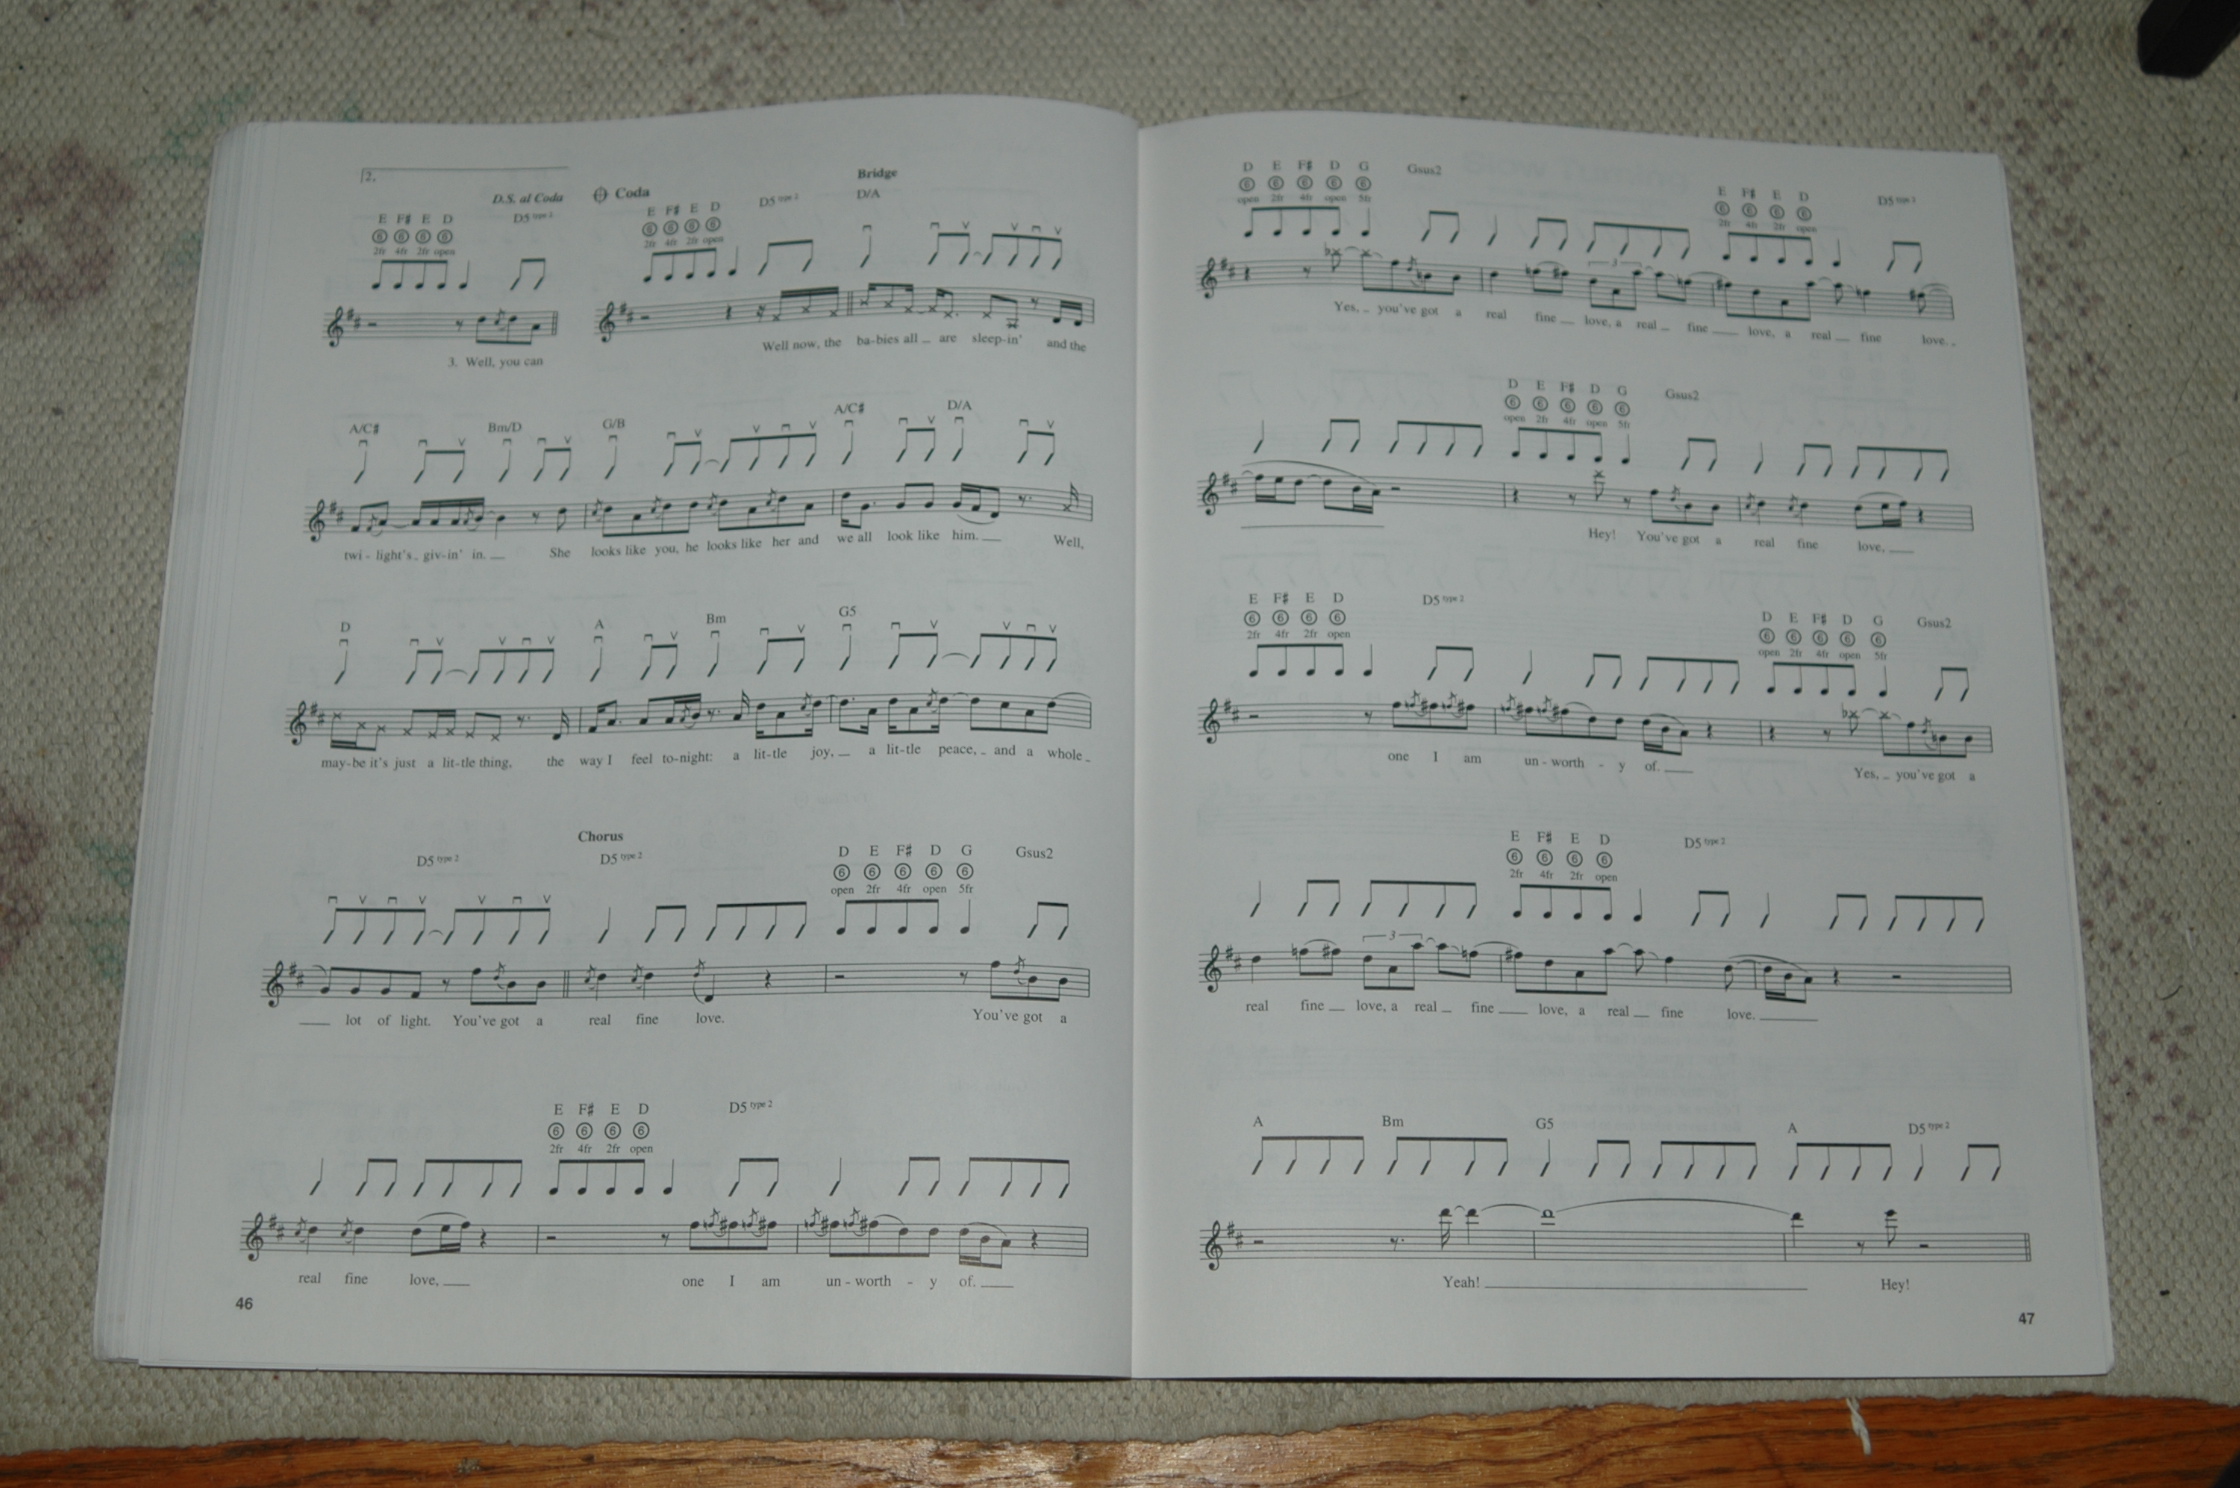 2.
D.S. al Coda
D5 type 2
E F♯ E D
⑥ ⑥ ⑥ ⑥
2fr 4fr 2fr open
3. Well, you can
Coda
E F♯ E D
⑥ ⑥ ⑥ ⑥
2fr 4fr 2fr open
D5 type 2
Bridge
D/A
Well now, the ba-bies all are sleep-in' and the
A/C♯ Bm/D G/B A/C♯ D/A
twi - light's giv-in' in. She looks like you, he looks like her and we all look like him. Well,
D A Bm G5
may-be it's just a lit-tle thing, the way I feel to-night: a lit-tle joy, a lit-tle peace, and a whole
D5 type 2
Chorus
D5 type 2
D E F♯ D G
⑥ ⑥ ⑥ ⑥ ⑥
open 2fr 4fr open 5fr
Gsus2
lot of light. You've got a real fine love. You've got a
E F♯ E D
⑥ ⑥ ⑥ ⑥
2fr 4fr 2fr open
D5 type 2
real fine love, one I am un - worth - y of.
46
D E F♯ D G
⑥ ⑥ ⑥ ⑥ ⑥
open 2fr 4fr open 5fr
Gsus2
E F♯ E D
⑥ ⑥ ⑥ ⑥
2fr 4fr 2fr open
D5 type 2
3
Yes, you've got a real fine love, a real fine love, a real fine love.
D E F♯ D G
⑥ ⑥ ⑥ ⑥ ⑥
open 2fr 4fr open 5fr
Gsus2
Hey! You've got a real fine love,
E F♯ E D
⑥ ⑥ ⑥ ⑥
2fr 4fr 2fr open
D5 type 2
D E F♯ D G
⑥ ⑥ ⑥ ⑥ ⑥
open 2fr 4fr open 5fr
Gsus2
one I am un - worth - y of. Yes, you've got a
E F♯ E D
⑥ ⑥ ⑥ ⑥
2fr 4fr 2fr open
D5 type 2
3
real fine love, a real fine love, a real fine love.
A Bm G5 A D5 type 2
Yeah! Hey!
47